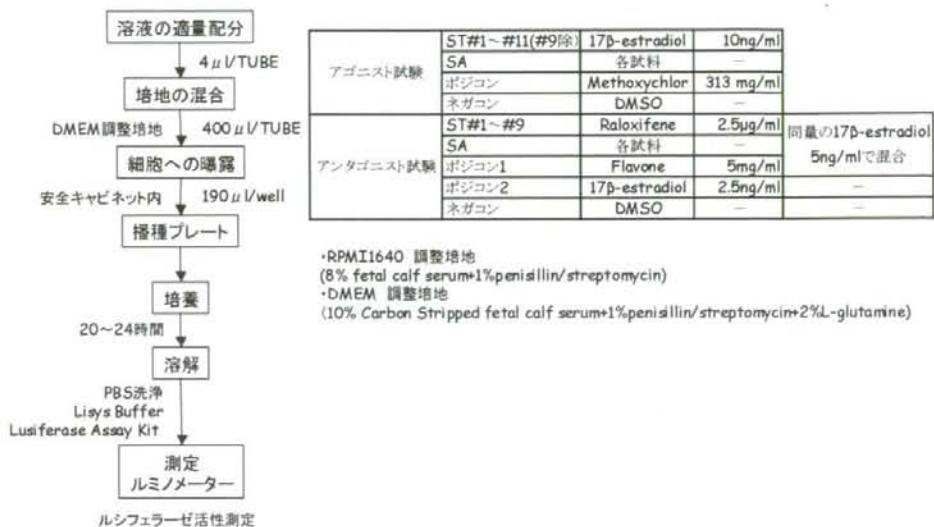 溶液の適量配分
4μl/TUBE
培地の混合
DMEM調整培地 400μl/TUBE
細胞への曝露
安全キャビネット内 190μl/well
播種プレート
培養
20～24時間
溶解
PBS洗浄
Lisys Buffer
Lusiferase Assay Kit
測定
ルミノメーター
ルシフェラーゼ活性測定
アゴニスト試験
ST#1～#11(#9除) 17β-estradiol 10ng/ml
SA 各試料 —
ポジコン Methoxychlor 313 mg/ml
ネガコン DMSO —
アンタゴニスト試験
ST#1～#9 Raloxifene 2.5μg/ml
SA 各試料 —
ポジコン1 Flavone 5mg/ml
同量の17β-estradiol
5ng/mlで混合
ポジコン2 17β-estradiol 2.5ng/ml —
ネガコン DMSO — —
・RPMI1640 調整培地
(8% fetal calf serum+1%penisillin/streptomycin)
・DMEM 調整培地
(10% Carbon Stripped fetal calf serum+1%penisillin/streptomycin+2%L-glutamine)